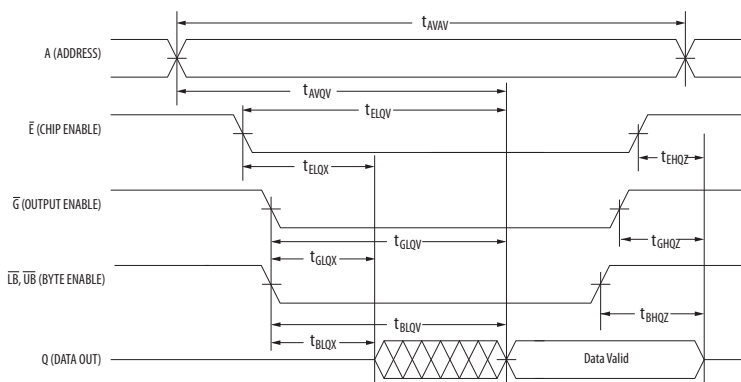 tAVAV
A (ADDRESS)
tAVQV
tELQV
E̅ (CHIP ENABLE)
tELQX
tEHQZ
G̅ (OUTPUT ENABLE)
tGLQV
tGHQZ
tGLQX
L̅B̅, U̅B̅ (BYTE ENABLE)
tBLQV
tBHQZ
tBLQX
Q (DATA OUT)
Data Valid